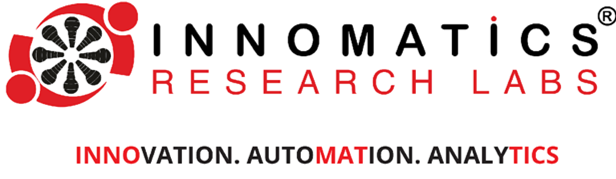 INNOMATiCS®
RESEARCH LABS
INNOVATION. AUTOMATION. ANALYTICS